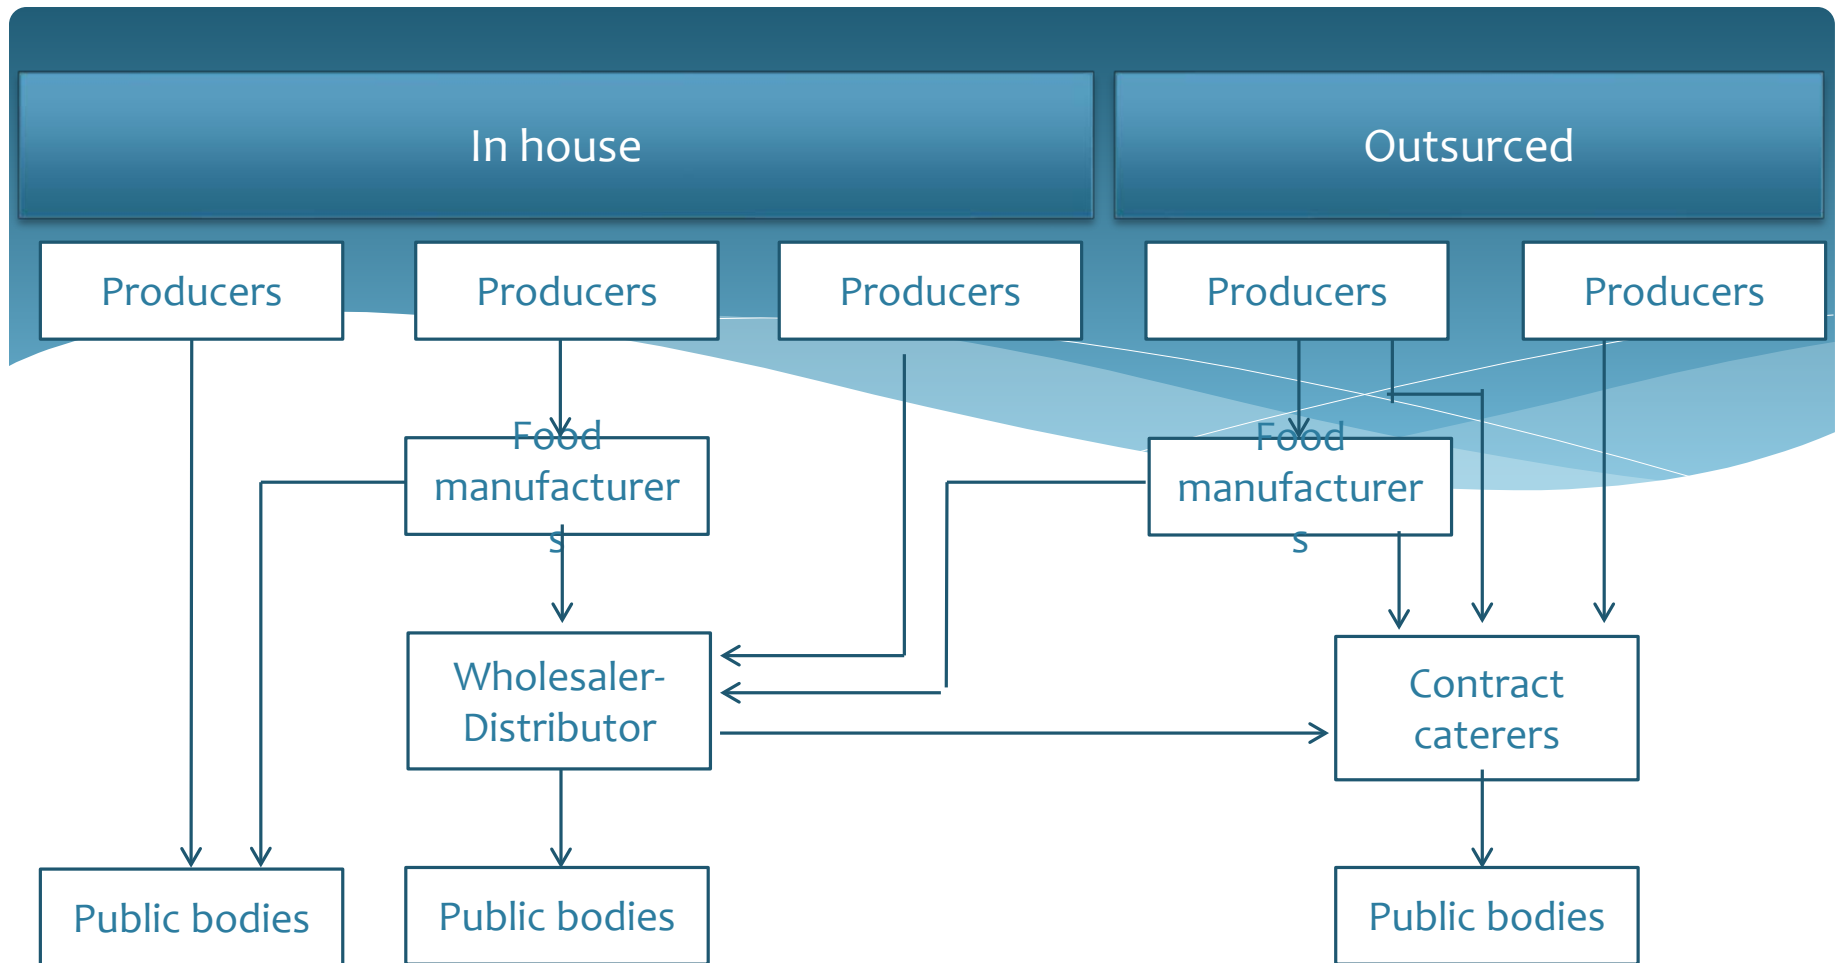 In house
Outsurced
Producers
Producers
Producers
Producers
Producers
Food
manufacturer
s
Food
manufacturer
s
Wholesaler-
Distributor
Contract
caterers
Public bodies
Public bodies
Public bodies